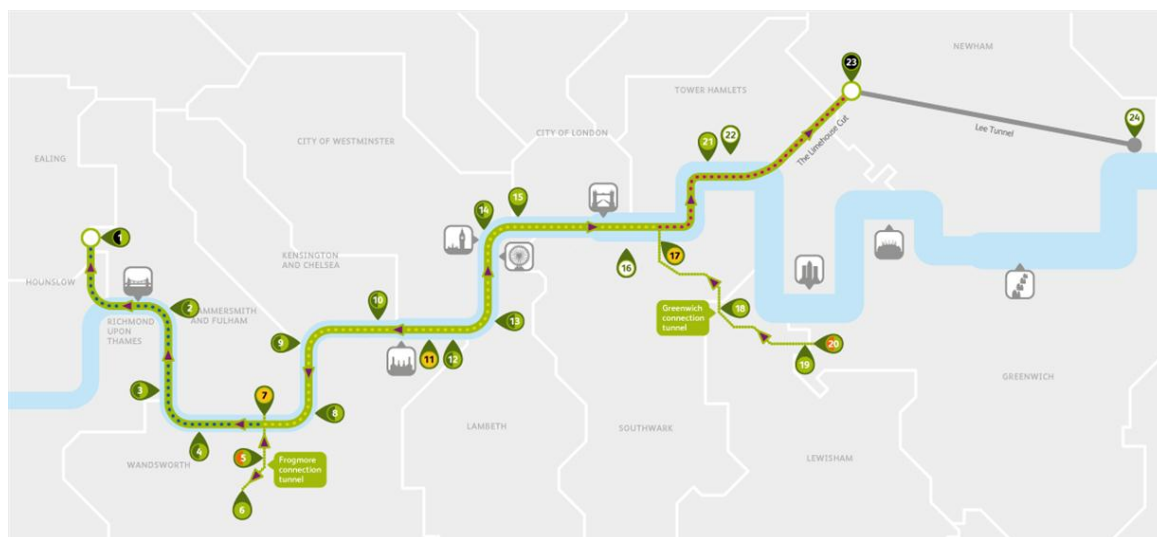 NEWHAM
23
TOWER HAMLETS
24
CITY OF LONDON
22
21
The Limehouse Cut
Lee Tunnel
CITY OF WESTMINSTER
EALING
15
14
1
KENSINGTON
AND CHELSEA
17
16
HOUNSLOW
10
2
AMMERSMITH
AND FULHAM
RICHMOND
UPON
THAMES
18
Greenwich
connection
tunnel
13
9
20
11
12
19
GREENWICH
3
7
8
LAMBETH
SOUTHWARK
4
5
LEWISHAM
WANDSWORTH
Frogmore
connection
tunnel
6